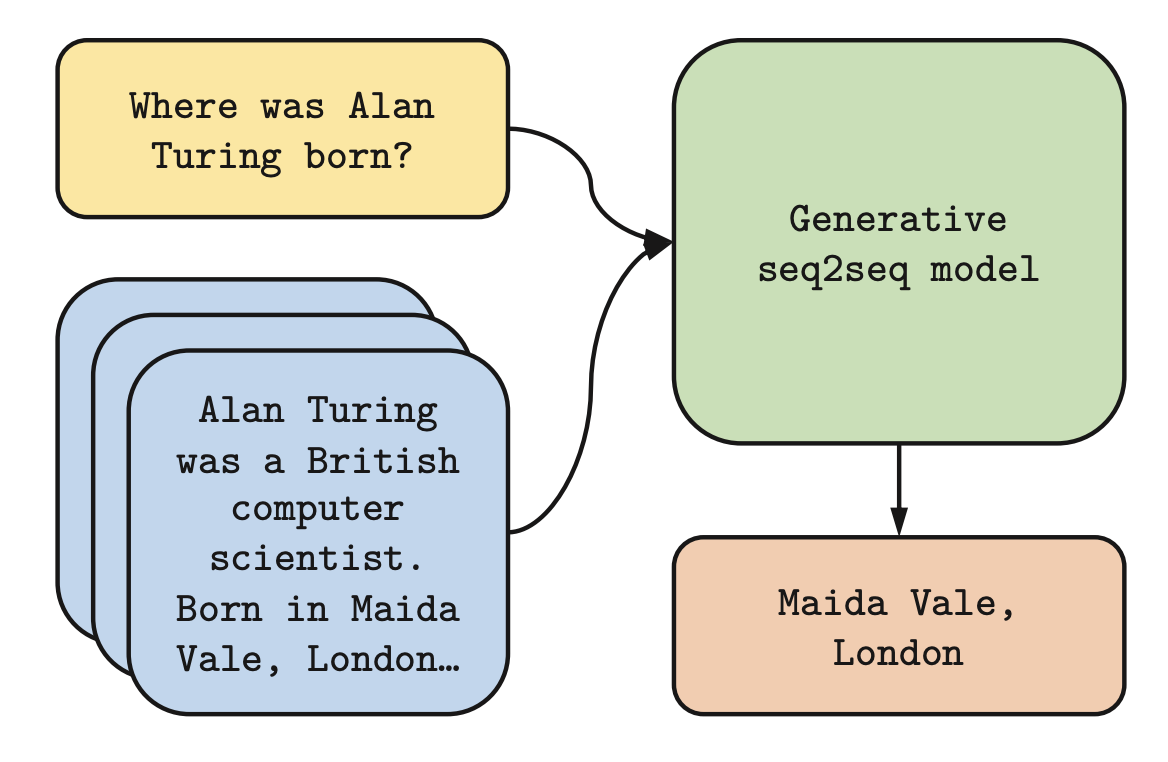 Where was Alan
Turing born?
Alan Turing
was a British
computer
scientist.
Born in Maida
Vale, London…
Generative
seq2seq model
Maida Vale,
London